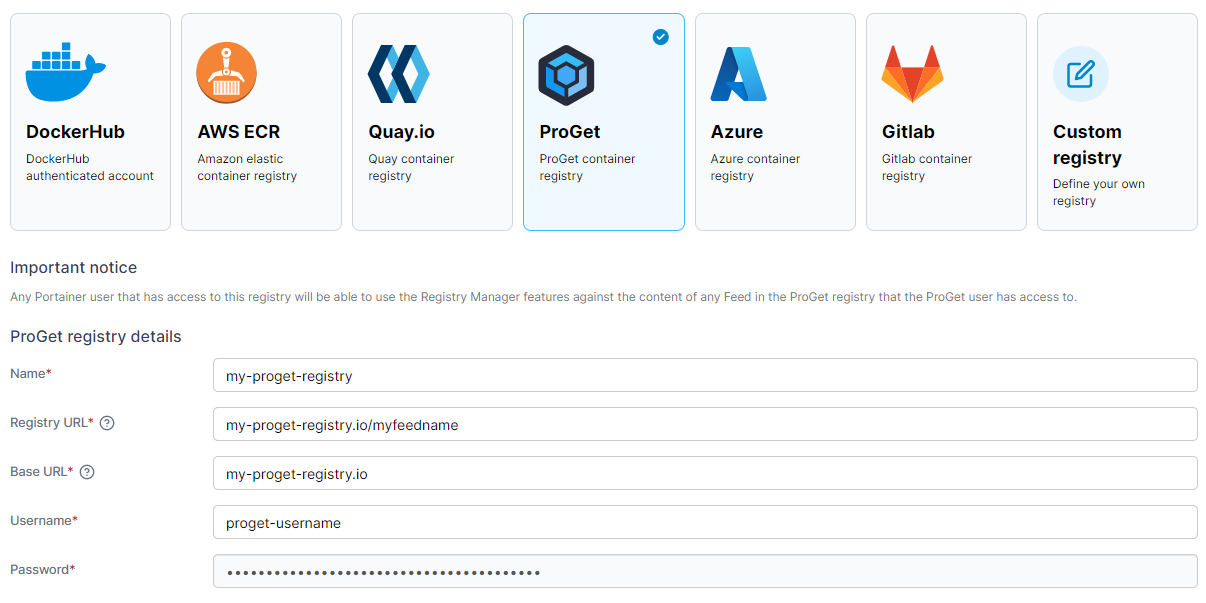 DockerHub
DockerHub
authenticated account
AWS ECR
Amazon elastic
container registry
Quay.io
Quay container
registry
ProGet
ProGet container
registry
Azure
Azure container
registry
Gitlab
Gitlab container
registry
Custom
registry
Define your own
registry
Important notice
Any Portainer user that has access to this registry will be able to use the Registry Manager features against the content of any Feed in the ProGet registry that the ProGet user has access to.
ProGet registry details
Name*
my-proget-registry
Registry URL* ?
my-proget-registry.io/myfeedname
Base URL* ?
my-proget-registry.io
Username*
proget-username
Password*